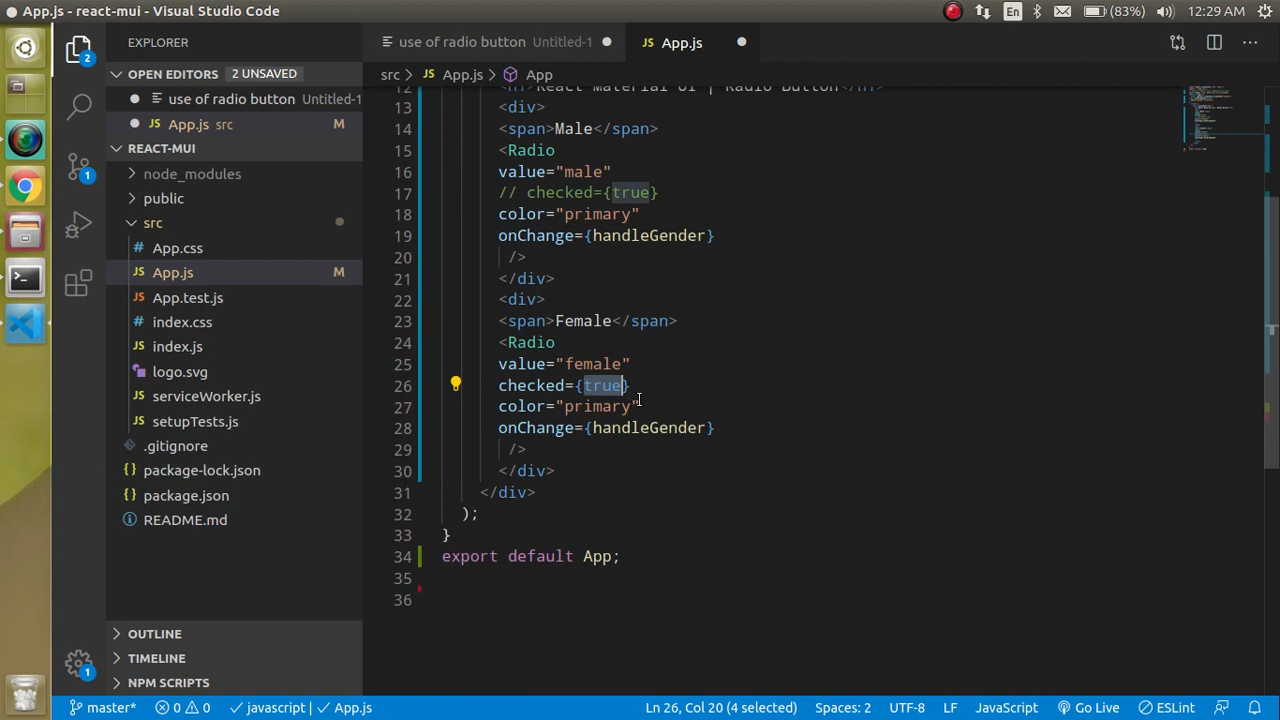 App.js - react-mui - Visual Studio Code
En
(83%)
12:29 AM
EXPLORER
OPEN EDITORS
2 UNSAVED
use of radio button Untitled-1
JS App.js src M
REACT-MUI
node_modules
public
src
# App.css
JS App.js M
JS App.test.js
# index.css
JS index.js
logo.svg
JS serviceWorker.js
JS setupTests.js
.gitignore
package-lock.json
package.json
README.md
OUTLINE
TIMELINE
NPM SCRIPTS
2
1
1
use of radio button Untitled-1
JS App.js
src > JS App.js > App
12 <h1>React Material UI | Radio Button</h1>
13 <div>
14 <span>Male</span>
15 <Radio
16 value="male"
17 // checked={true}
18 color="primary"
19 onChange={handleGender}
20 />
21 </div>
22 <div>
23 <span>Female</span>
24 <Radio
25 value="female"
26 checked={true}
27 color="primary"
28 onChange={handleGender}
29 />
30 </div>
31 </div>
32 );
33 }
34 export default App;
35
36
master*
0 0
javascript | App.js
Ln 26, Col 20 (4 selected)
Spaces: 2
UTF-8
LF
JavaScript
Go Live
ESLint